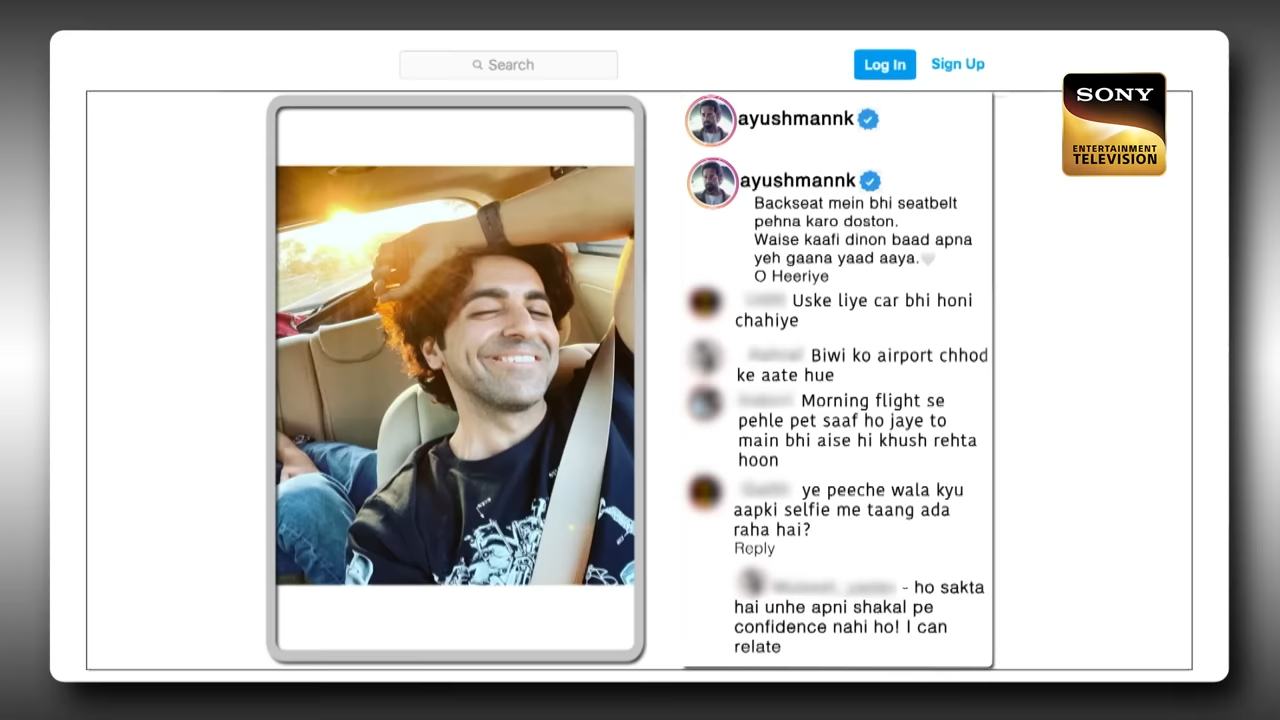 Search
Log In
Sign Up
SONY
ENTERTAINMENT
TELEVISION
ayushmannk
ayushmannk
Backseat mein bhi seatbelt
pehna karo doston.
Waise kaafi dinon baad apna
yeh gaana yaad aaya.
O Heeriye
Uske liye car bhi honi
chahiye
Biwi ko airport chhod
ke aate hue
Morning flight se
pehle pet saaf ho jaye to
main bhi aise hi khush rehta
hoon
ye peeche wala kyu
aapki selfie me taang ada
raha hai?
Reply
- ho sakta
hai unhe apni shakal pe
confidence nahi ho! I can
relate